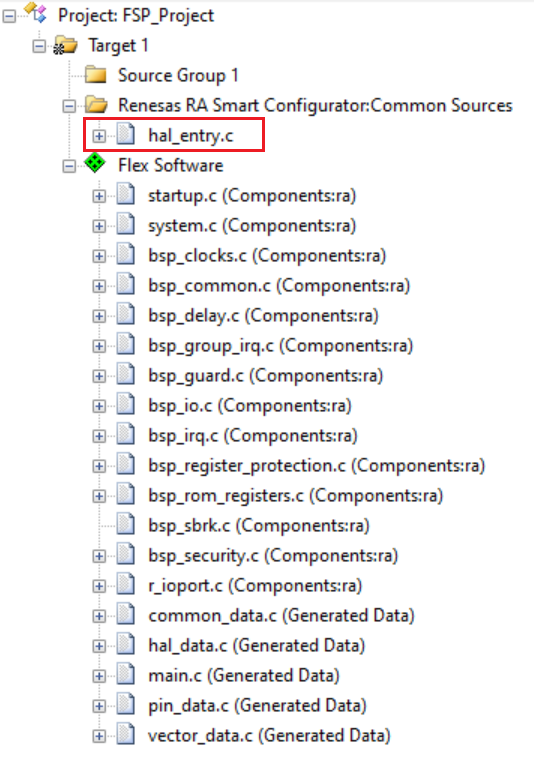 Project: FSP_Project
Target 1
Source Group 1
Renesas RA Smart Configurator:Common Sources
hal_entry.c
Flex Software
startup.c (Components:ra)
system.c (Components:ra)
bsp_clocks.c (Components:ra)
bsp_common.c (Components:ra)
bsp_delay.c (Components:ra)
bsp_group_irq.c (Components:ra)
bsp_guard.c (Components:ra)
bsp_io.c (Components:ra)
bsp_irq.c (Components:ra)
bsp_register_protection.c (Components:ra)
bsp_rom_registers.c (Components:ra)
bsp_sbrk.c (Components:ra)
bsp_security.c (Components:ra)
r_ioport.c (Components:ra)
common_data.c (Generated Data)
hal_data.c (Generated Data)
main.c (Generated Data)
pin_data.c (Generated Data)
vector_data.c (Generated Data)